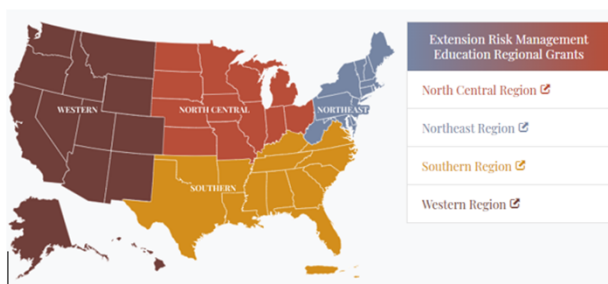 WESTERN
NORTH CENTRAL
NORTHEAST
SOUTHERN
Extension Risk Management
Education Regional Grants
North Central Region
Northeast Region
Southern Region
Western Region